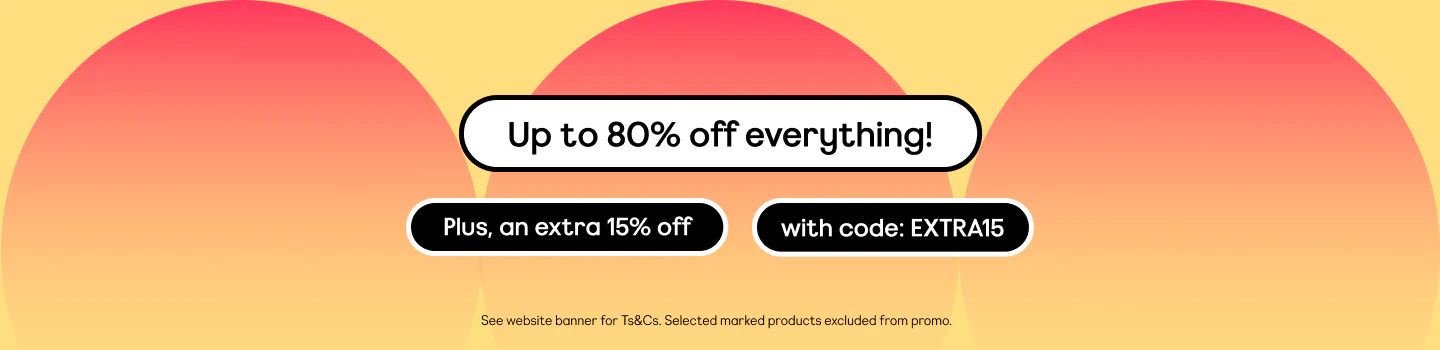 Up to 80% off everything!
Plus, an extra 15% off
with code: EXTRA15
See website banner for Ts&Cs. Selected marked products excluded from promo.